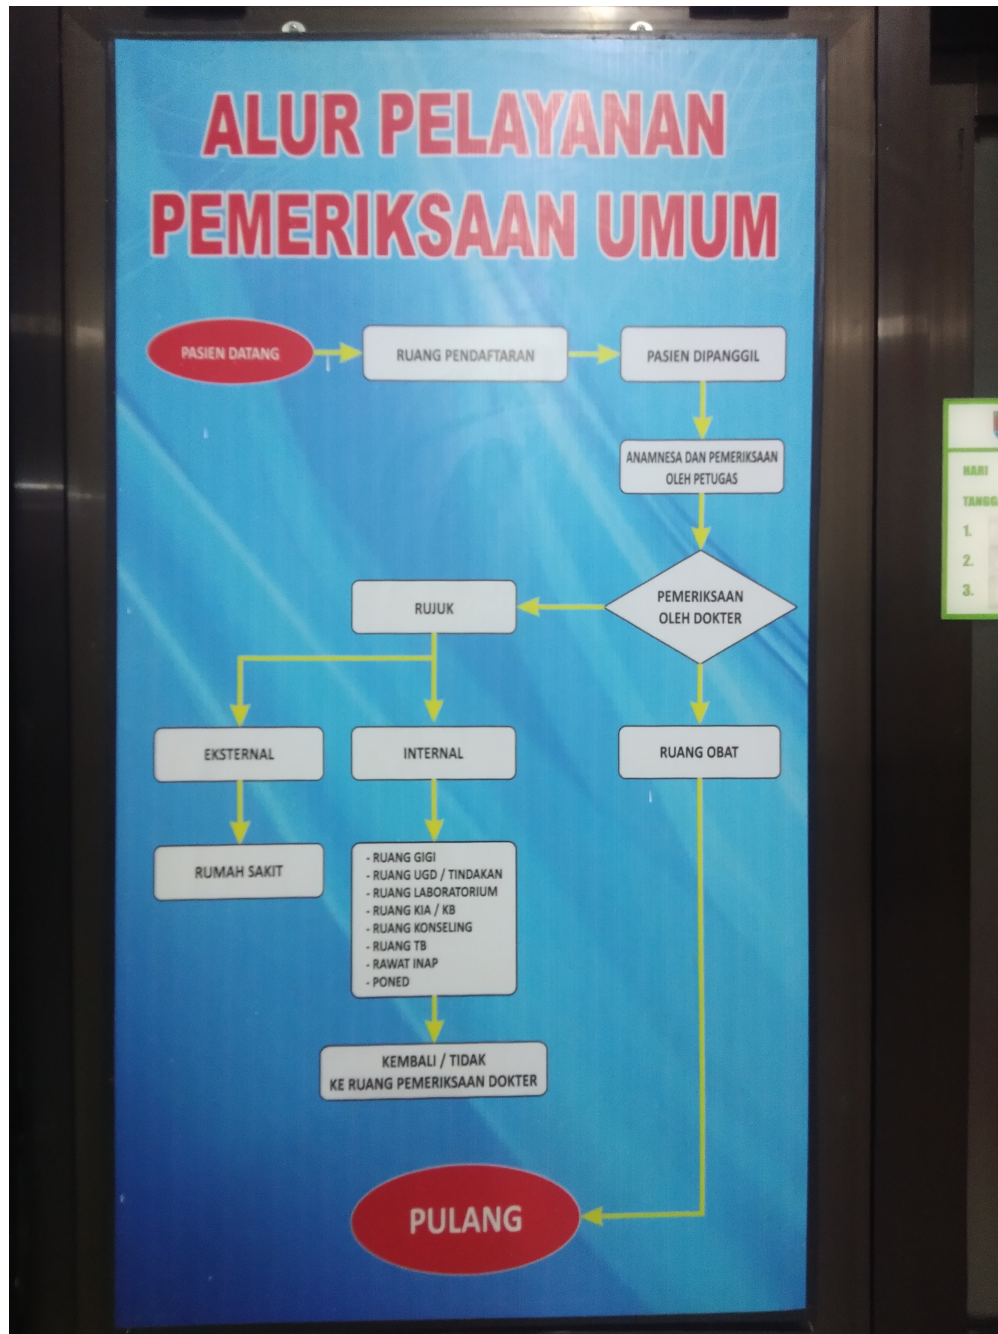 ALUR PELAYANAN
PEMERIKSAAN UMUM
PASIEN DATANG
RUANG PENDAFTARAN
PASIEN DIPANGGIL
ANAMNESA DAN PEMERIKSAAN
OLEH PETUGAS
PEMERIKSAAN
OLEH DOKTER
RUJUK
EKSTERNAL
INTERNAL
RUANG OBAT
RUMAH SAKIT
- RUANG GIGI
- RUANG UGD / TINDAKAN
- RUANG LABORATORIUM
- RUANG KIA / KB
- RUANG KONSELING
- RUANG TB
- RAWAT INAP
- PONED
KEMBALI / TIDAK
KE RUANG PEMERIKSAAN DOKTER
PULANG
HARI
1.
2.
3.